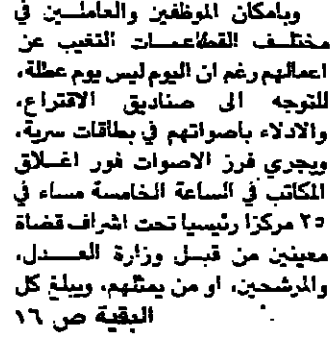 وبامكان الموظفين والعاملين في
مختلف القطاعات التغيب عن
اعمالهم رغم ان اليوم ليس يوم عطلة،
للتوجه الى صناديق الاقتراع،
والادلاء باصواتهم في بطاقات سرية،
ويجري فرز الاصوات فور اغلاق
المكاتب في الساعة الخامسة مساء في
٢٥ مركزا رئيسيا تحت اشراف قضاة
معينين من قبل وزارة العدل،
والمرشحين، او من يمثلهم، ويبلغ كل
البقية ص ١٦